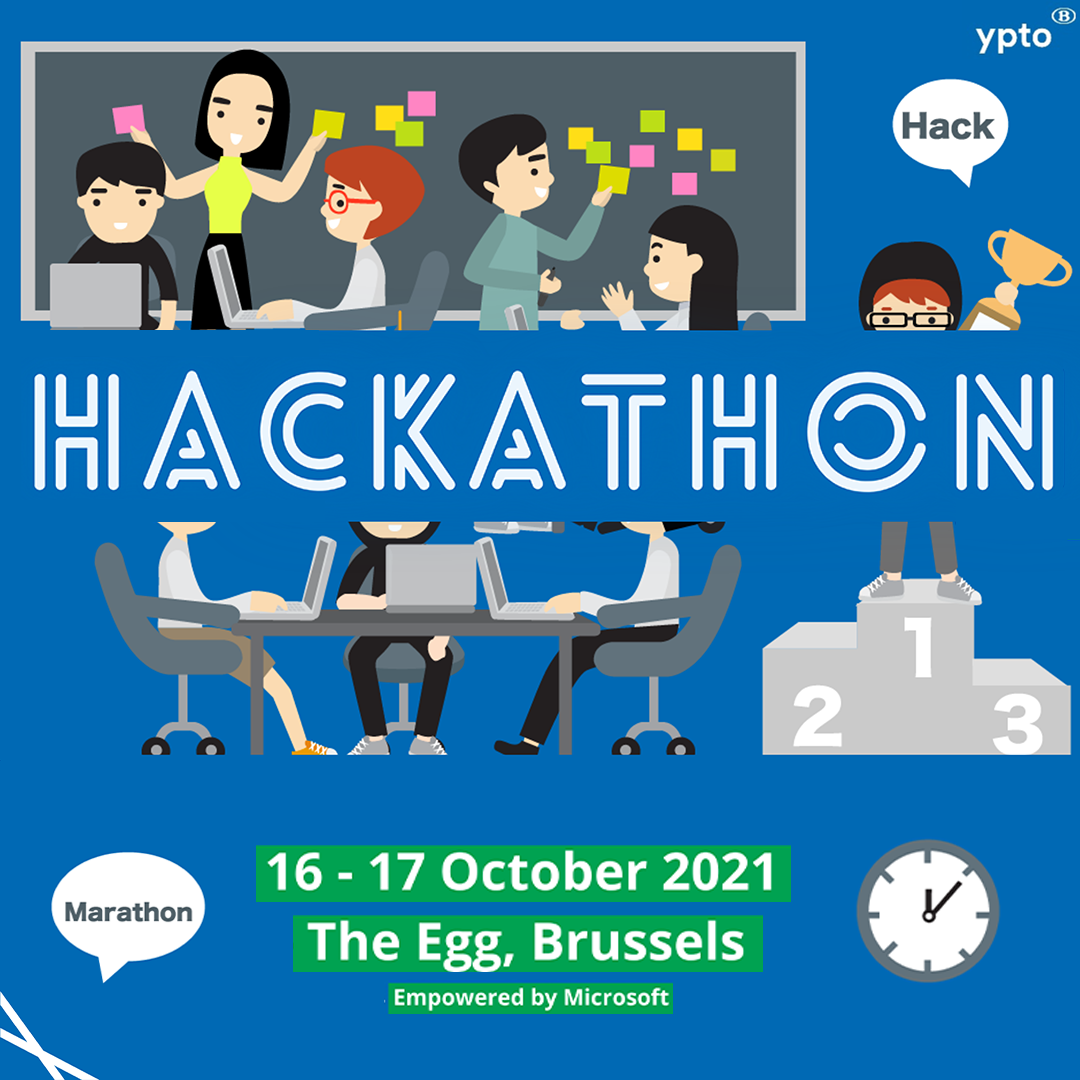 ypto B
Hack
HACKATHON
1
2
3
16 - 17 October 2021
Marathon
The Egg, Brussels
Empowered by Microsoft